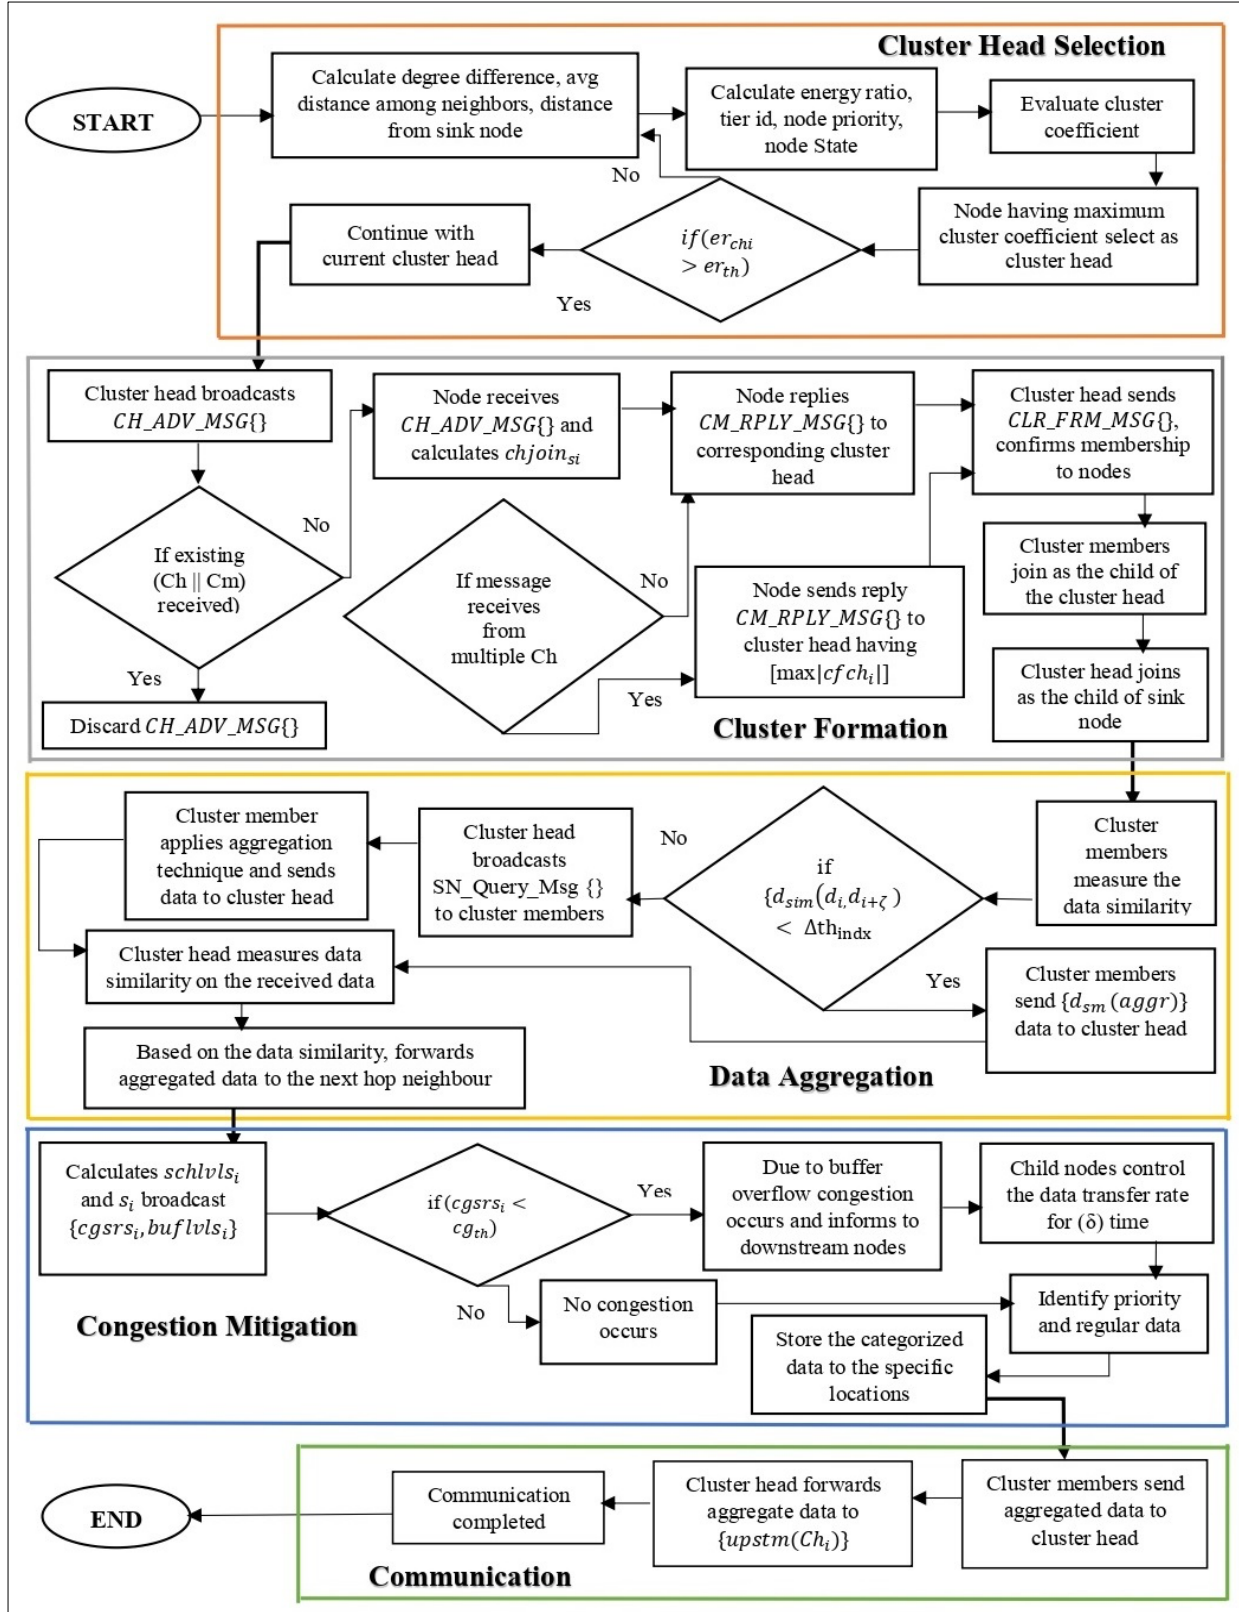 Cluster Head Selection
START
Calculate degree difference, avg
distance among neighbors, distance
from sink node
Calculate energy ratio,
tier id, node priority,
node State
Evaluate cluster
coefficient
No
Continue with
current cluster head
if(er_chi
> er_th)
Node having maximum
cluster coefficient select as
cluster head
Yes
Cluster head broadcasts
CH_ADV_MSG{}
Node receives
CH_ADV_MSG{} and
calculates chjoin_si
Node replies
CM_RPLY_MSG{} to
corresponding cluster
head
Cluster head sends
CLR_FRM_MSG{},
confirms membership
to nodes
No
If existing
(Ch || Cm)
received)
If message
receives
from
multiple Ch
No
Node sends reply
CM_RPLY_MSG{} to
cluster head having
[max|cfch_i|]
Cluster members
join as the child of
the cluster head
Yes
Yes
Discard CH_ADV_MSG{}
Cluster head joins
as the child of sink
node
Cluster Formation
Cluster member
applies aggregation
technique and sends
data to cluster head
Cluster head
broadcasts
SN_Query_Msg {}
to cluster members
No
if
{d_sim(d_i,d_i+ζ)
< Δth_indx
Cluster
members
measure the
data similarity
Cluster head measures data
similarity on the received data
Yes
Cluster members
send {d_sm (aggr)}
data to cluster head
Based on the data similarity, forwards
aggregated data to the next hop neighbour
Data Aggregation
Calculates schlvls_i
and s_i broadcast
{cgsrs_i, buflvls_i}
if(cgsrs_i <
cg_th)
Yes
Due to buffer
overflow congestion
occurs and informs to
downstream nodes
Child nodes control
the data transfer rate
for (δ) time
No
No congestion
occurs
Identify priority
and regular data
Congestion Mitigation
Store the categorized
data to the specific
locations
END
Communication
completed
Cluster head forwards
aggregate data to
{upstm(Ch_i)}
Cluster members send
aggregated data to
cluster head
Communication